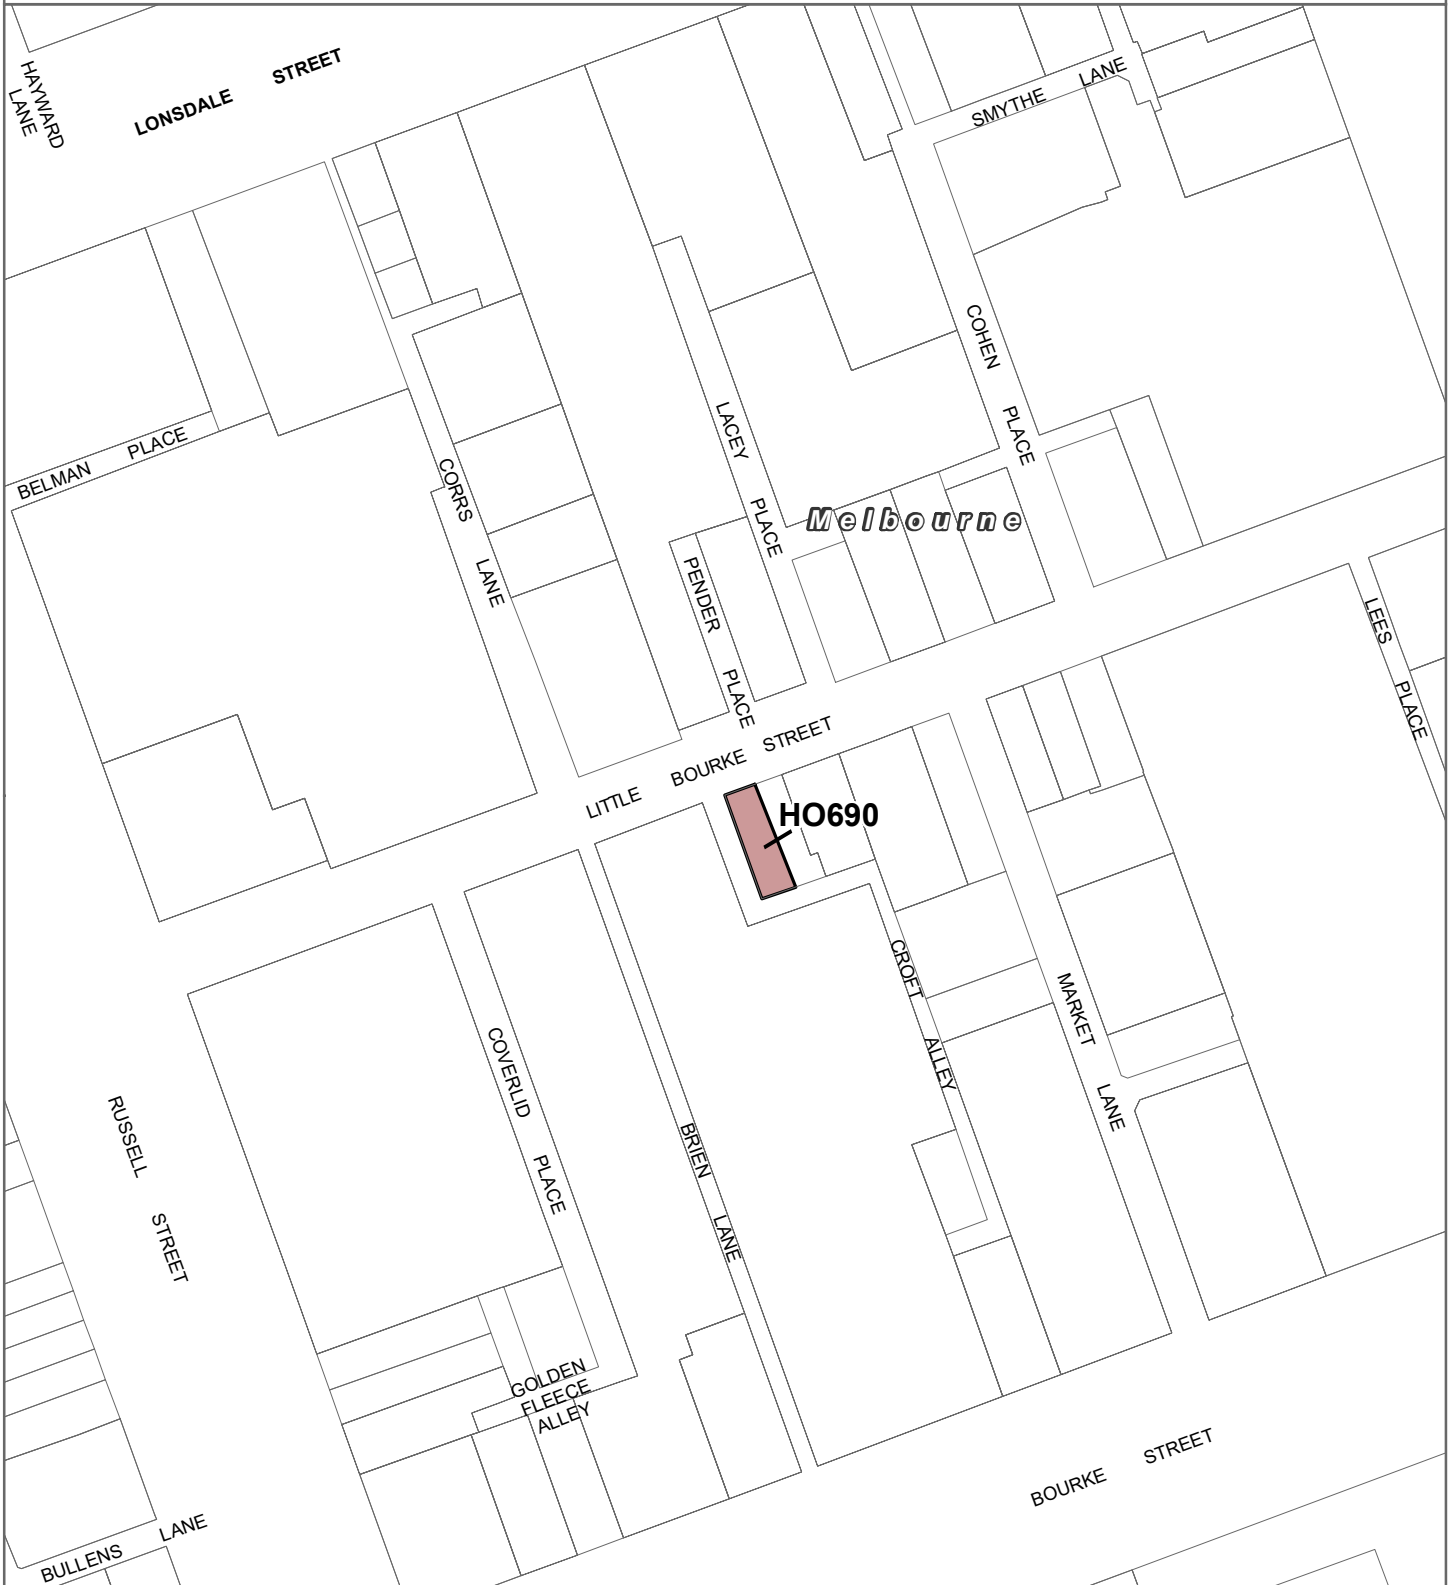 HAYWARD
LANE
LONSDALE STREET
SMYTHE LANE
COHEN PLACE
BELMAN PLACE
CORRS LANE
LACEY PLACE
Melbourne
PENDER PLACE
LEES PLACE
LITTLE BOURKE STREET
HO690
CROFT ALLEY
MARKET LANE
COVERLID PLACE
RUSSELL STREET
BRIEN LANE
GOLDEN
FLEECE
ALLEY
BOURKE STREET
BULLENS LANE